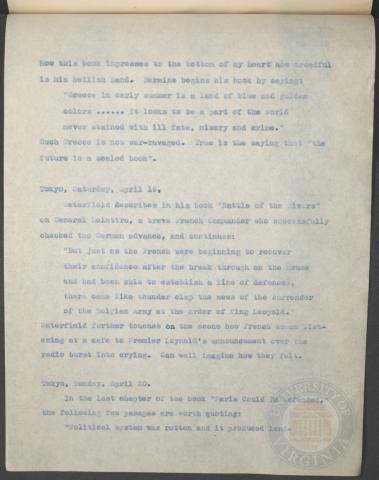 How this book impresses to the bottom of my heart how dreadful
is his hellish hand. Hermine begins his book by saying:
"Greece in early summer is a land of blue and golden
colors ...... It looks to be a part of the world
never stained with ill fate, misery and crime."
Such Greece is now war-ravaged. True is the saying that "the
future is a sealed book".
Tokyo, Saturday, April 19,
Waterfield describes in his book "Battle of the Rivers"
on General Delattre, a brave French Commander who successfully
checked the German advance, and continues:
"But just as the French were beginning to recover
their confidence after the break through on the Meuse
and had been able to establish a line of defences,
there came like thunder clap the news of the surrender
of the Belgian Army at the order of King Leopold."
Waterfield further touches on the scene how French women list-
ening at a cafe to Premier Reynold's announcement over the
radio burst into crying. Can well imagine how they felt.
Tokyo, Sunday, April 20.
In the last chapter of the book "Paris Could Be Defended,
the following few passages are worth quoting:
"Political system was rotten and it produced
UNIVERSITY OF VIRGINIA